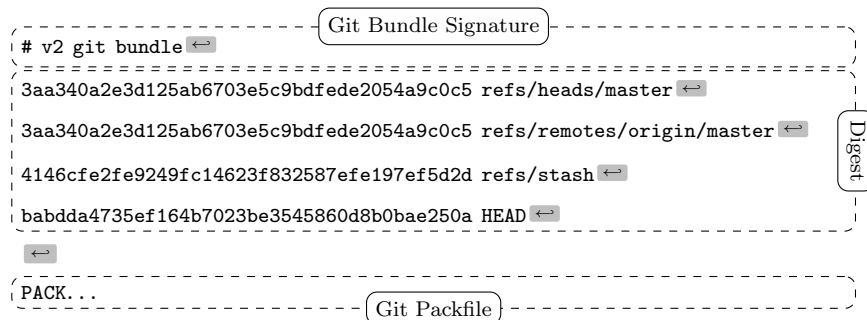 Git Bundle Signature
# v2 git bundle ↩
3aa340a2e3d125ab6703e5c9bdfede2054a9c0c5 refs/heads/master ↩
3aa340a2e3d125ab6703e5c9bdfede2054a9c0c5 refs/remotes/origin/master ↩
Digest
4146cfe2fe9249fc14623f832587efe197ef5d2d refs/stash ↩
babdda4735ef164b7023be3545860d8b0bae250a HEAD ↩
↩
PACK...
Git Packfile